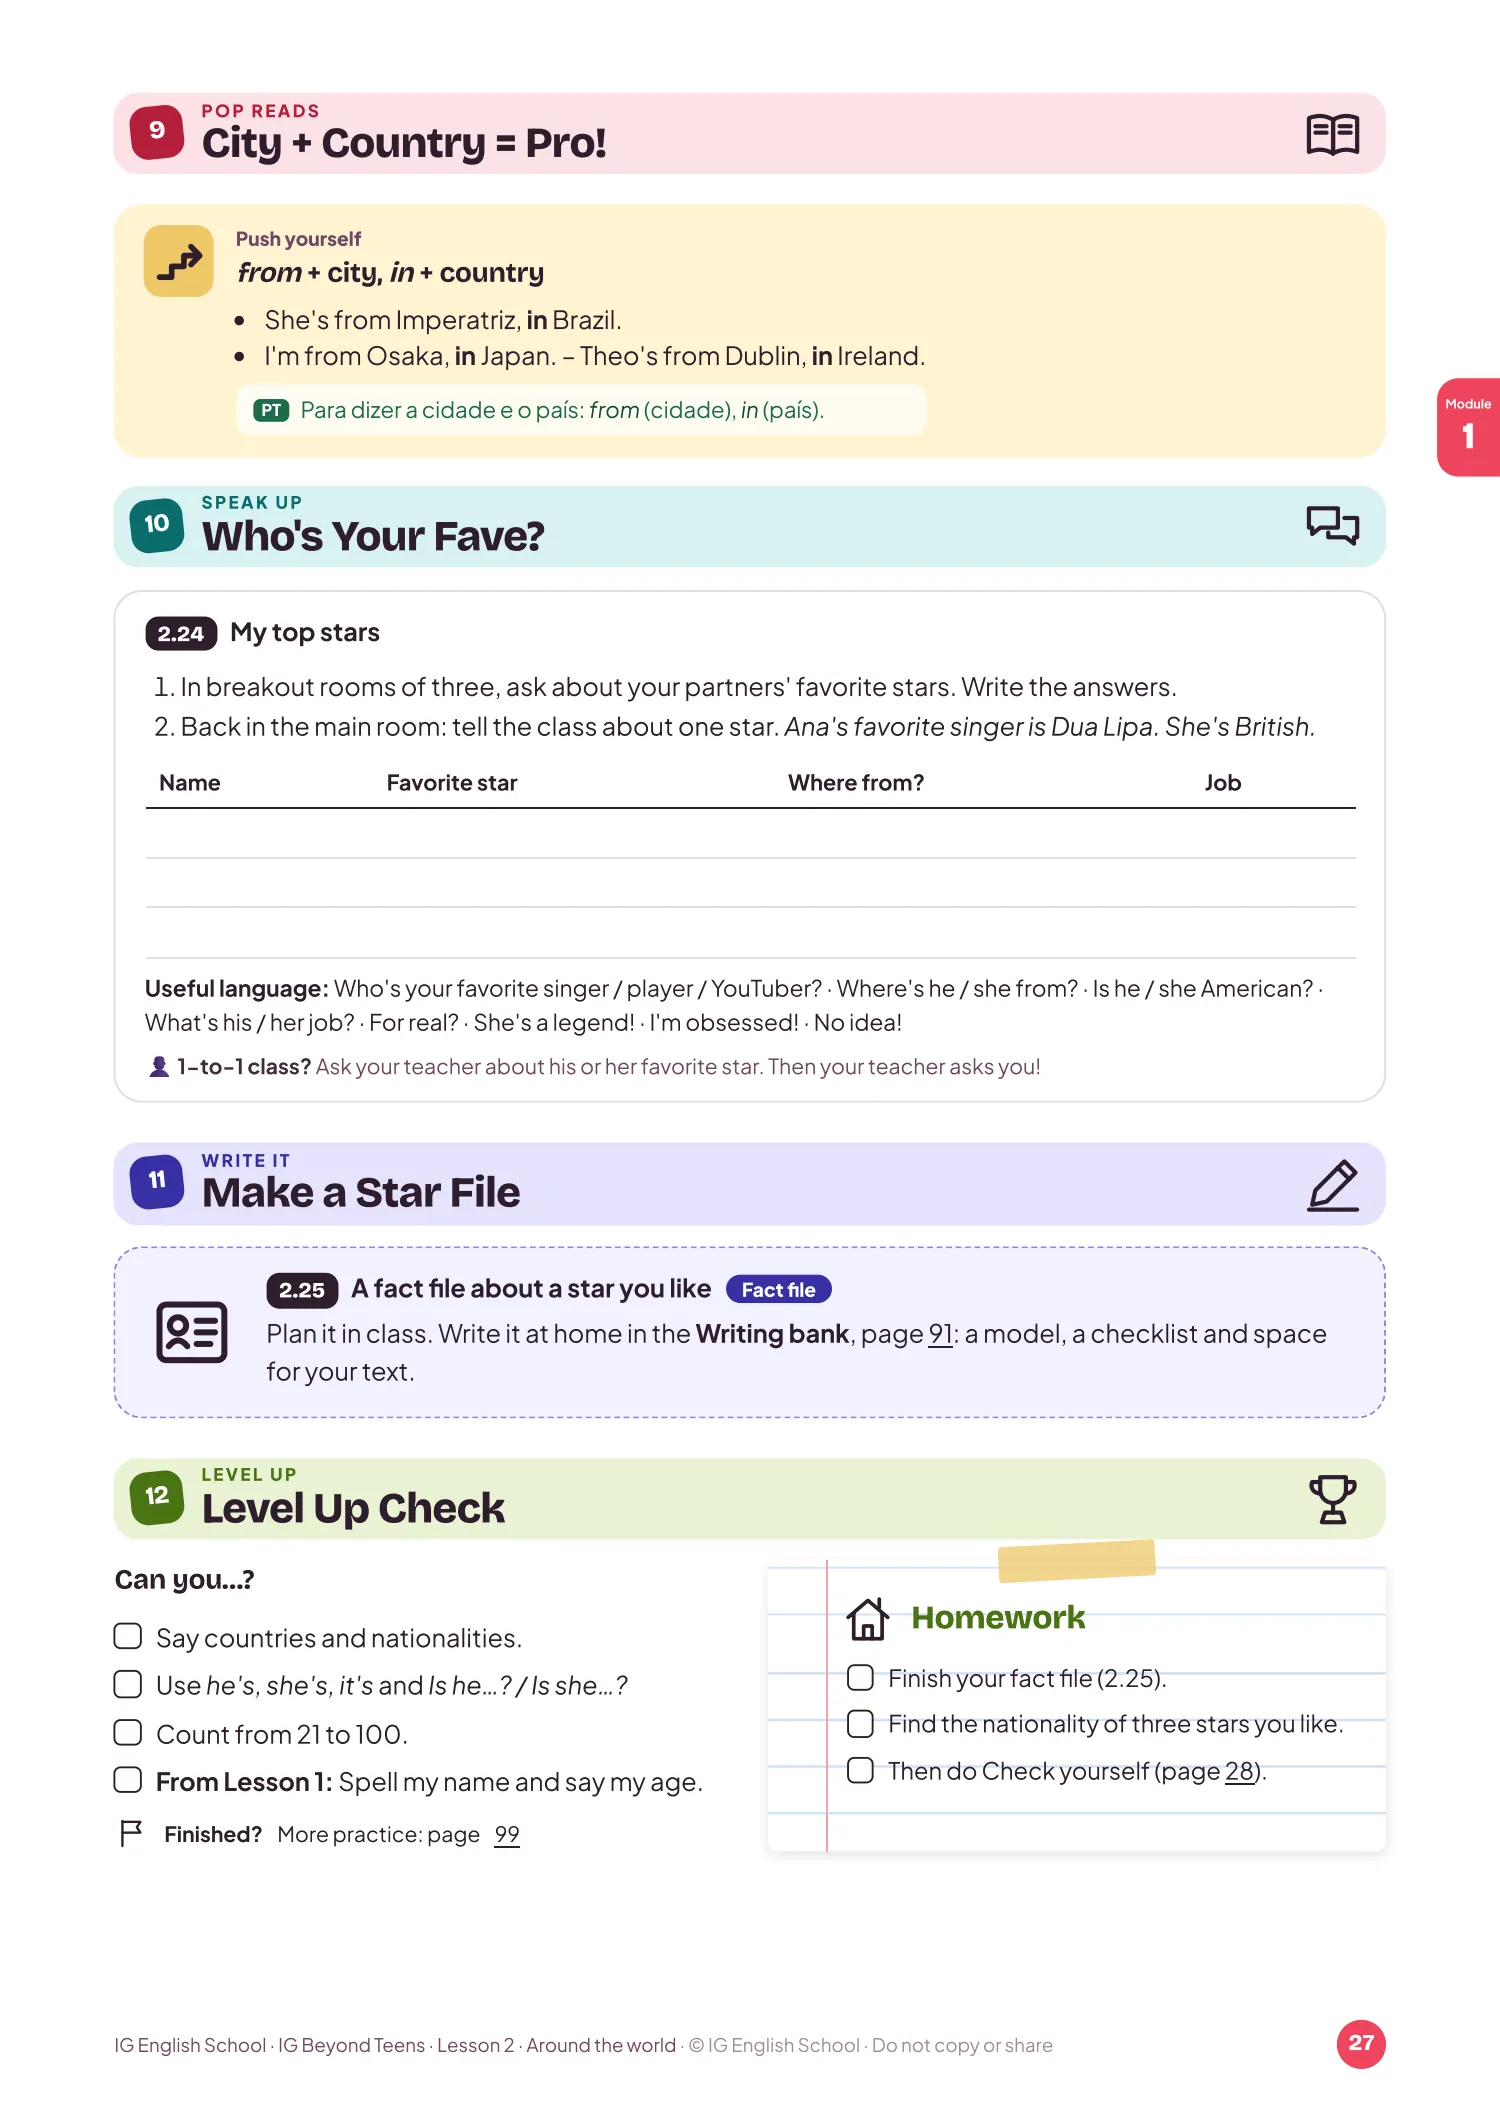 9
POP READS
City + Country = Pro!
Push yourself
from + city, in + country
• She's from Imperatriz, in Brazil.
• I'm from Osaka, in Japan. – Theo's from Dublin, in Ireland.
PT Para dizer a cidade e o país: from (cidade), in (país).
Module
1
10
SPEAK UP
Who's Your Fave?
2.24 My top stars
1. In breakout rooms of three, ask about your partners' favorite stars. Write the answers.
2. Back in the main room: tell the class about one star. Ana's favorite singer is Dua Lipa. She's British.
Name Favorite star Where from? Job
Useful language: Who's your favorite singer / player / YouTuber? · Where's he / she from? · Is he / she American? ·
What's his / her job? · For real? · She's a legend! · I'm obsessed! · No idea!
1-to-1 class? Ask your teacher about his or her favorite star. Then your teacher asks you!
11
WRITE IT
Make a Star File
2.25 A fact file about a star you like Fact file
Plan it in class. Write it at home in the Writing bank, page 91: a model, a checklist and space
for your text.
12
LEVEL UP
Level Up Check
Can you...?
Say countries and nationalities.
Use he's, she's, it's and Is he...? / Is she...?
Count from 21 to 100.
From Lesson 1: Spell my name and say my age.
Finished? More practice: page 99
Homework
Finish your fact file (2.25).
Find the nationality of three stars you like.
Then do Check yourself (page 28).
IG English School · IG Beyond Teens · Lesson 2 · Around the world · © IG English School · Do not copy or share
27